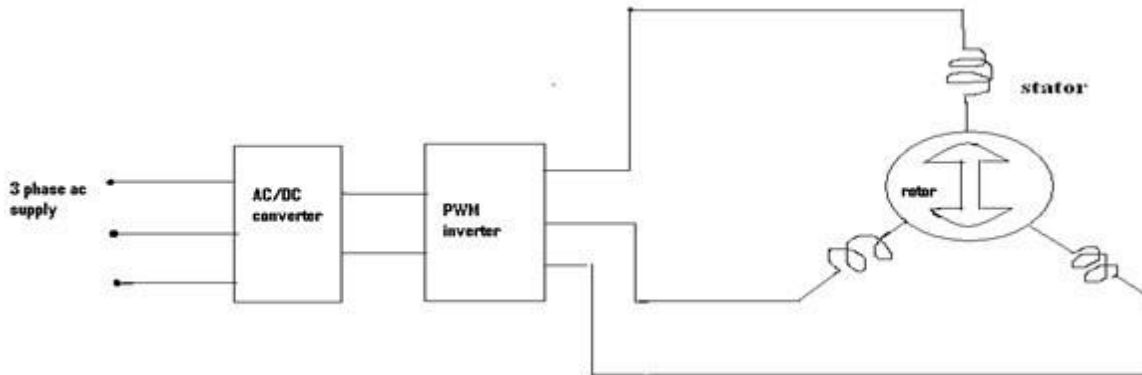 3 phase ac
supply
AC/DC
converter
PWM
inverter
rotor
stator